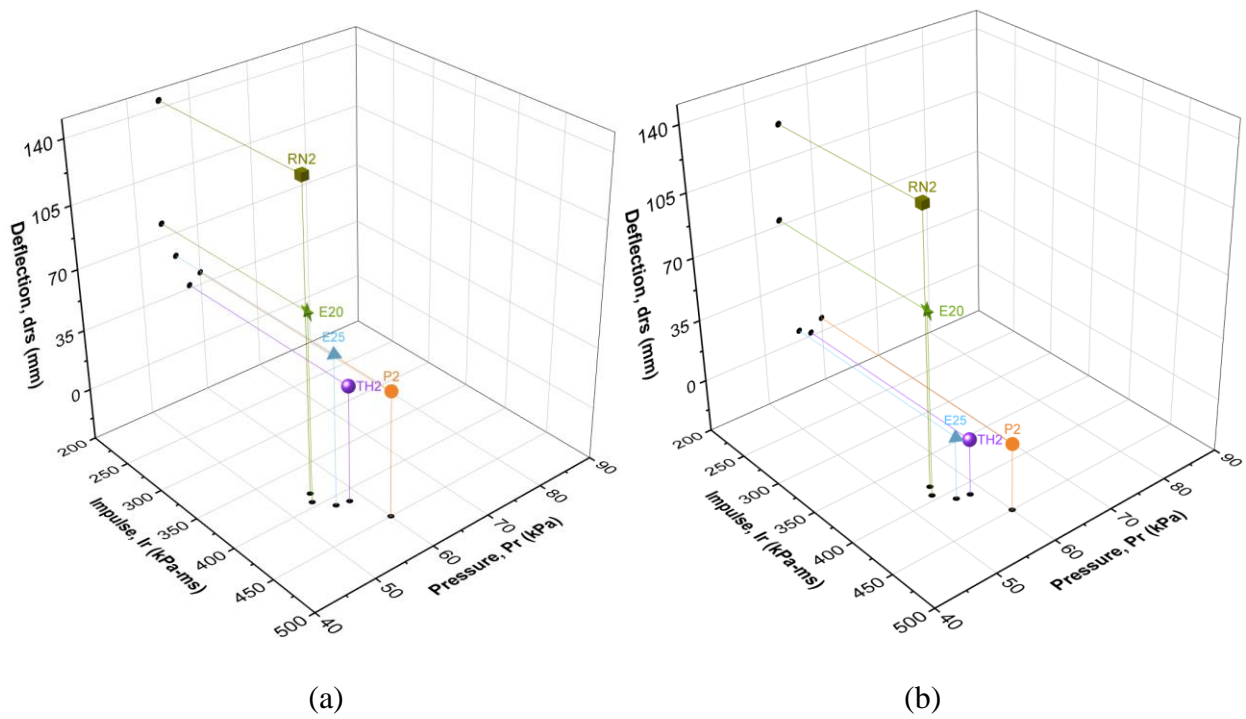 140
105
70
35
0
Deflection, drs (mm)
200
250
300
350
400
450
500
Impulse, Ir (kPa-ms)
40
50
60
70
80
90
Pressure, Pr (kPa)
RN2
E20
E25
TH2
P2
(a)
140
105
70
35
0
Deflection, drs (mm)
200
250
300
350
400
450
500
Impulse, Ir (kPa-ms)
40
50
60
70
80
90
Pressure, Pr (kPa)
RN2
E20
E25
TH2
P2
(b)